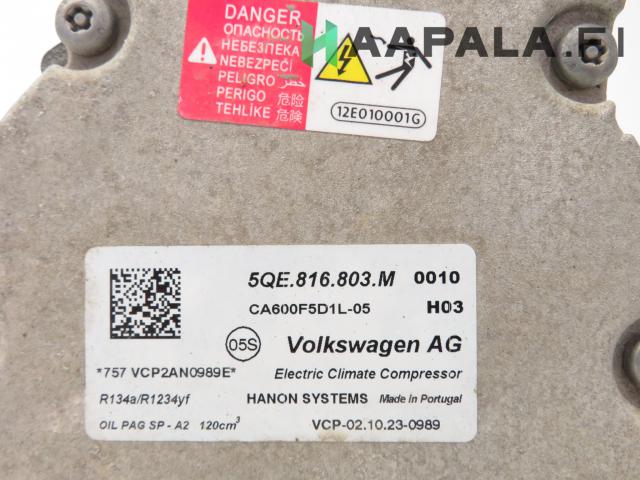 DANGER
ОПАСНОСТЬ
НЕБЕЗПЕКА
NEBEZPEČÍ
PELIGRO
PERIGO 危险
TEHLİKE 危険
12E010001G
HAAPALA.FI
5QE.816.803.M 0010
CA600F5D1L-05 H03
05S Volkswagen AG
*757 VCP2AN0989E*
Electric Climate Compressor
R134a/R1234yf
HANON SYSTEMS Made in Portugal
OIL PAG SP - A2 120cm³
VCP-02.10.23-0989